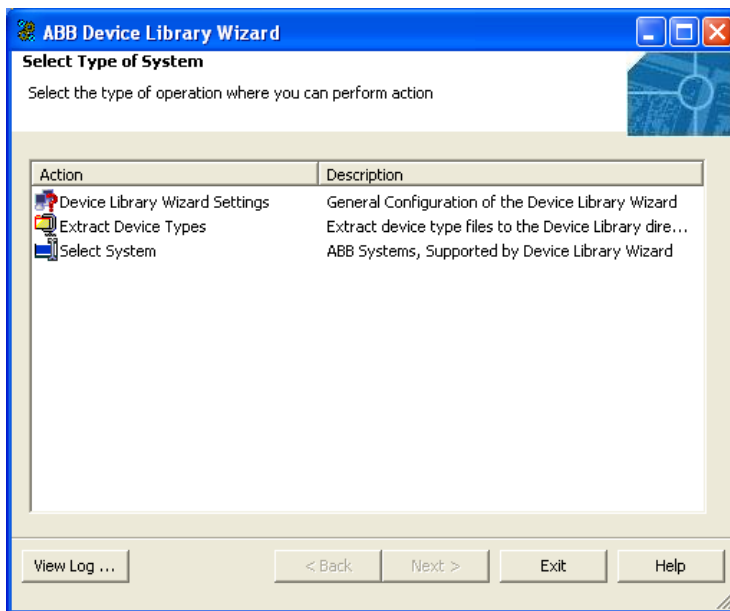 ABB Device Library Wizard
Select Type of System
Select the type of operation where you can perform action
Action Description
Device Library Wizard Settings General Configuration of the Device Library Wizard
Extract Device Types Extract device type files to the Device Library dire...
Select System ABB Systems, Supported by Device Library Wizard
View Log ... < Back Next > Exit Help